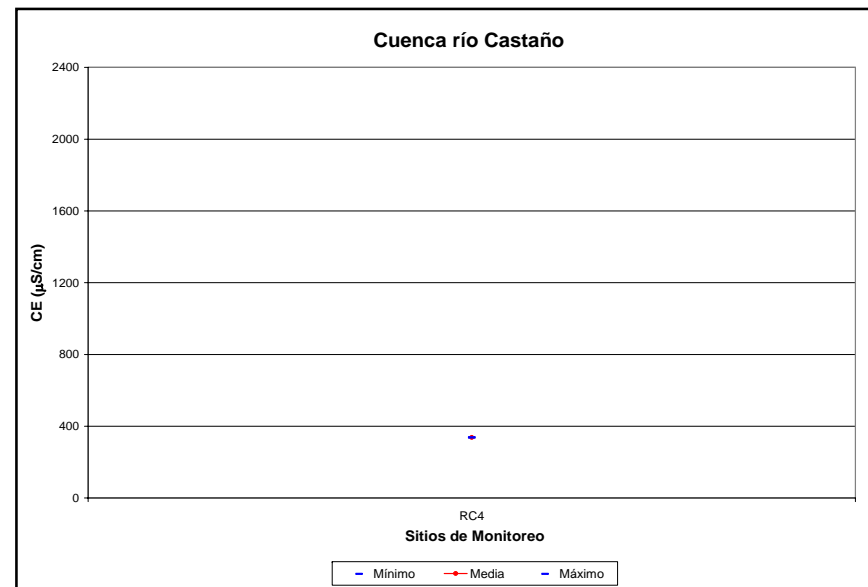 Cuenca río Castaño
2400
2000
1600
1200
800
400
0
CE (µS/cm)
RC4
Sitios de Monitoreo
Mínimo Media Máximo